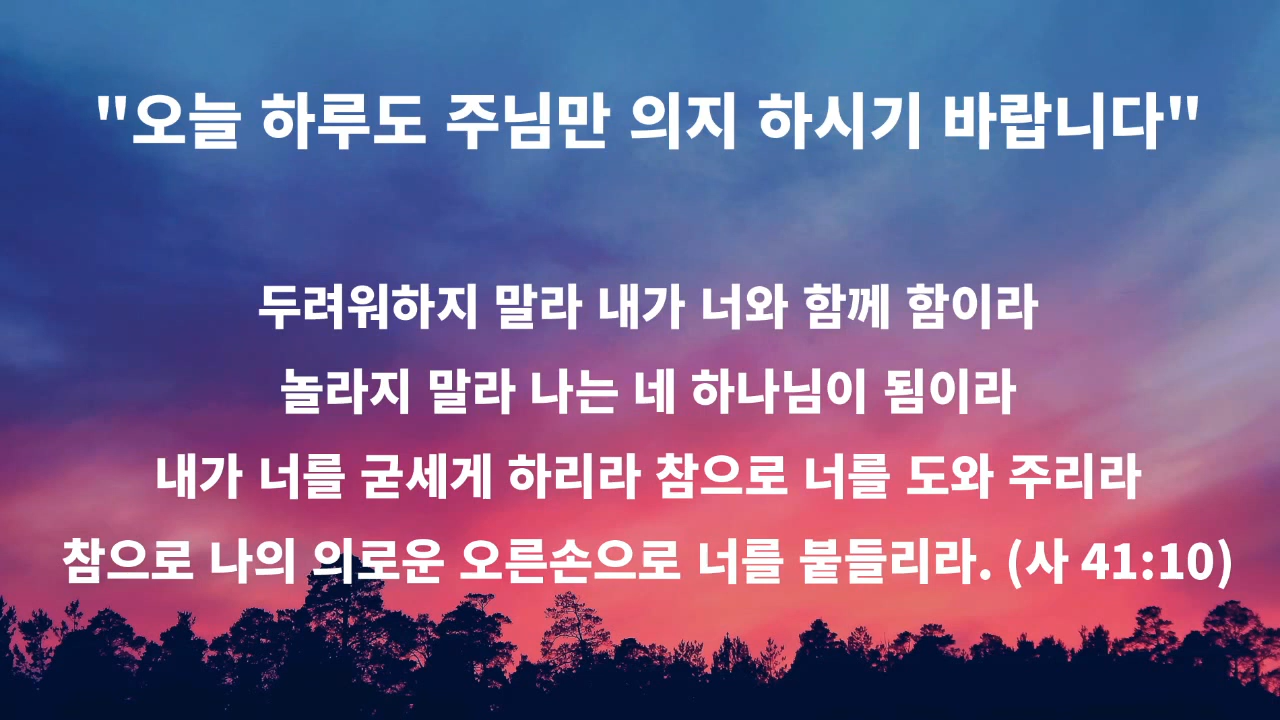 "오늘 하루도 주님만 의지 하시기 바랍니다"
두려워하지 말라 내가 너와 함께 함이라
놀라지 말라 나는 네 하나님이 됨이라
내가 너를 굳세게 하리라 참으로 너를 도와 주리라
참으로 나의 의로운 오른손으로 너를 붙들리라. (사 41:10)